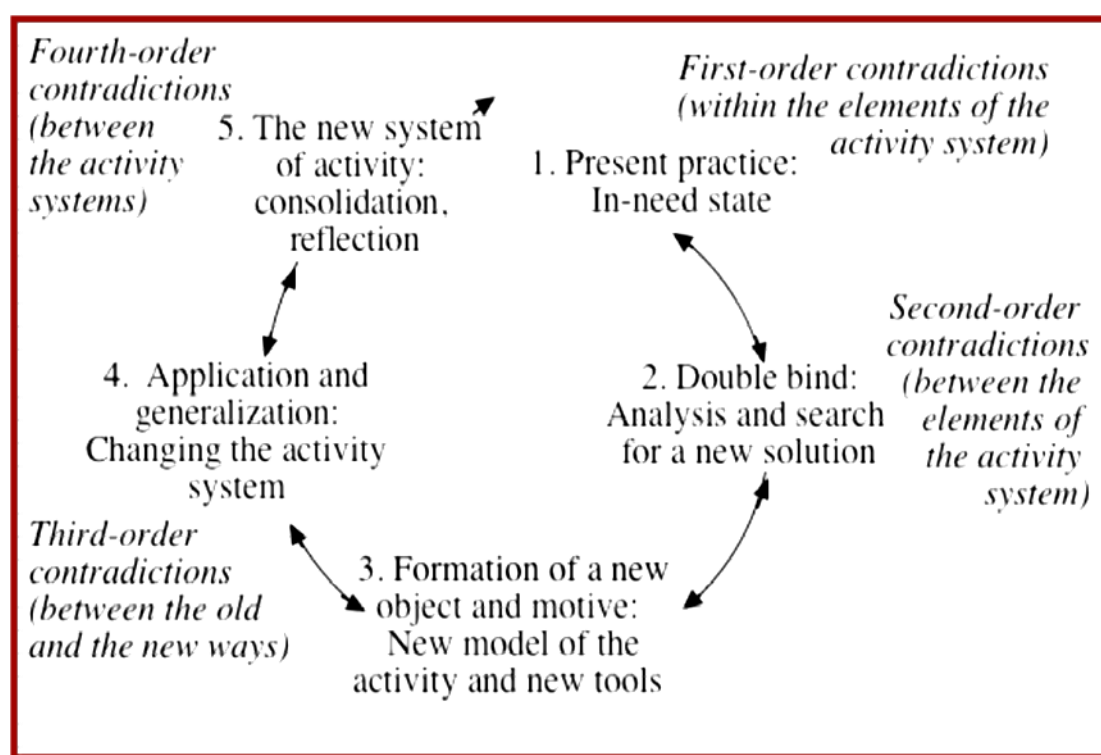 Fourth-order
contradictions
(between
the activity
systems)
5. The new system
of activity:
consolidation,
reflection
First-order contradictions
(within the elements of the
activity system)
1. Present practice:
In-need state
Second-order
contradictions
(between the
elements of
the activity
system)
2. Double bind:
Analysis and search
for a new solution
3. Formation of a new
object and motive:
New model of the
activity and new tools
4. Application and
generalization:
Changing the activity
system
Third-order
contradictions
(between the old
and the new ways)